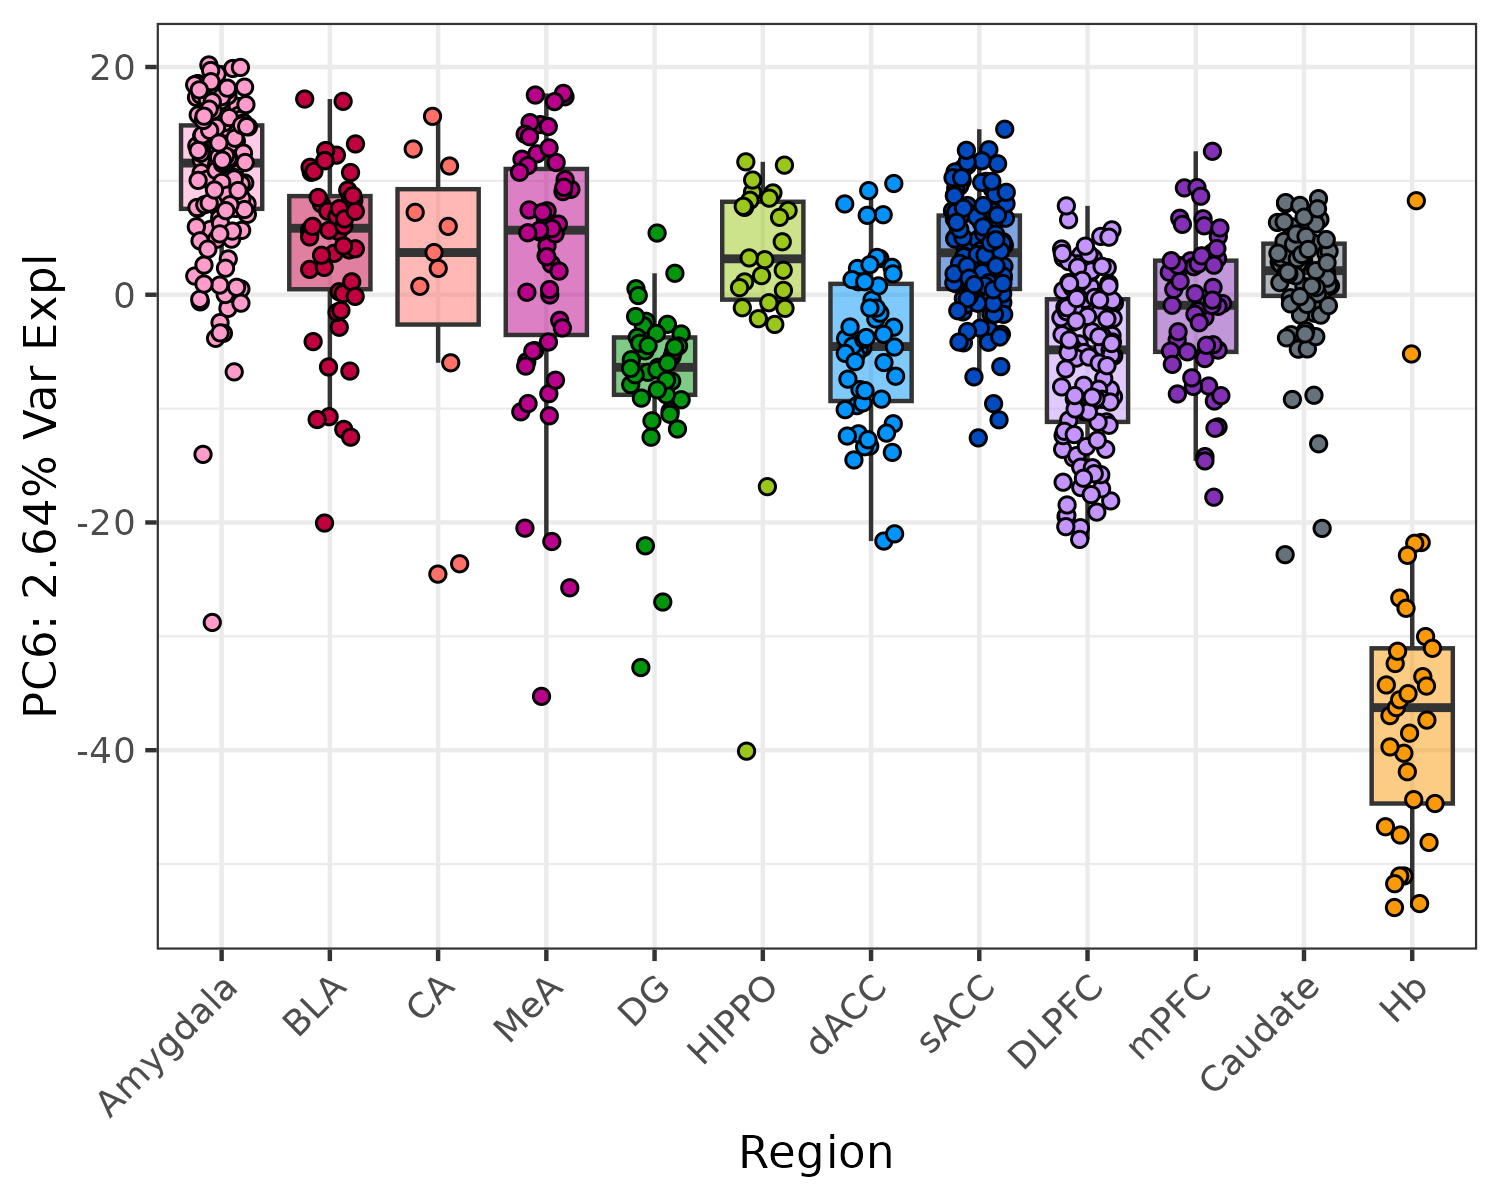 PC6: 2.64% Var Expl
20
0
-20
-40
Amygdala
BLA
CA
MeA
DG
HIPPO
dACC
sACC
DLPFC
mPFC
Caudate
Hb
Region